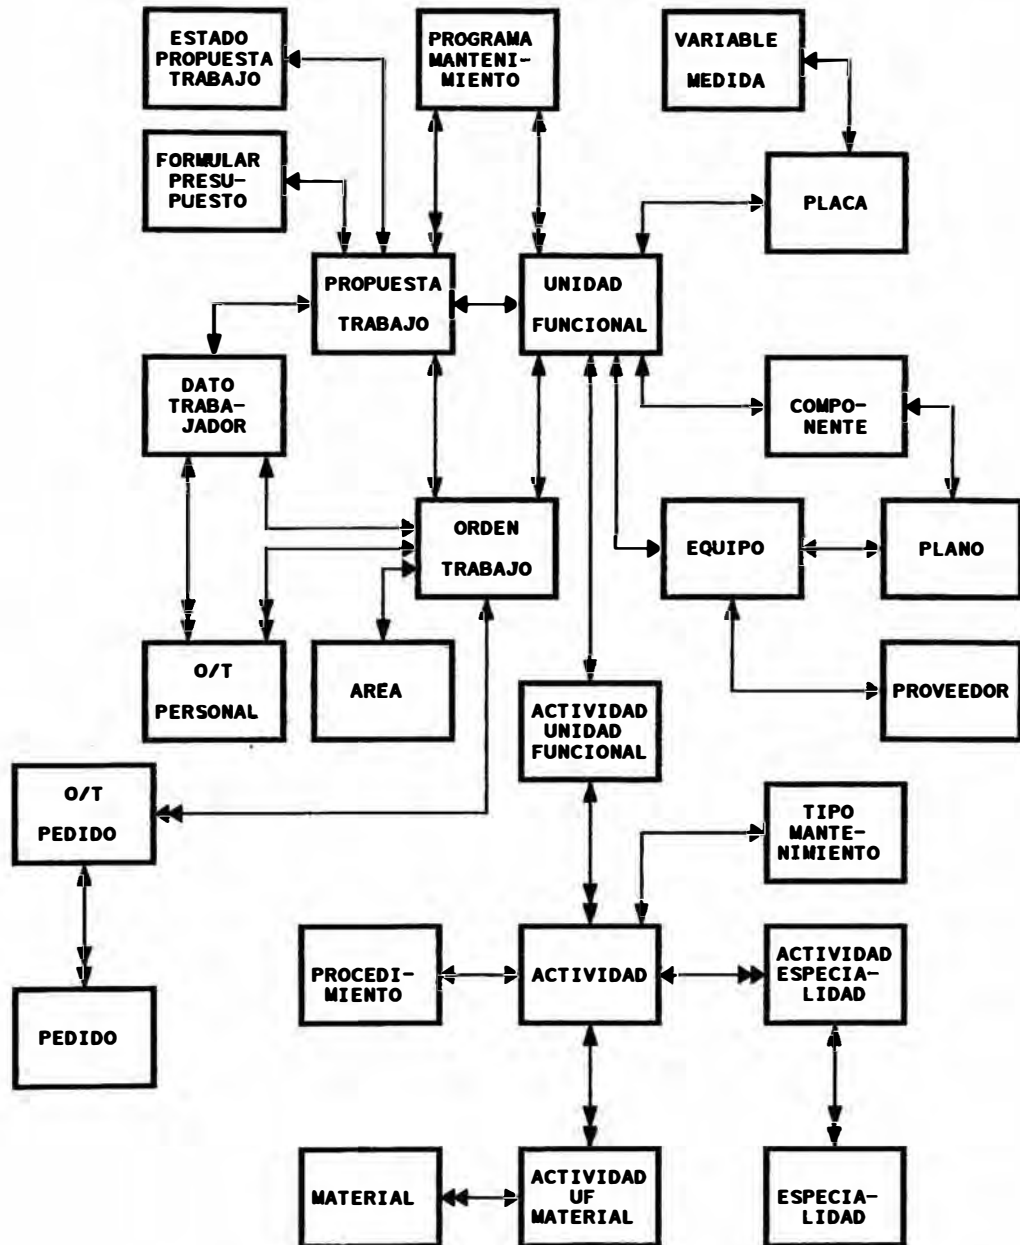 ESTADO
PROPUESTA
TRABAJO
PROGRAMA
MANTENI-
MIENTO
VARIABLE
MEDIDA
FORMULAR
PRESU-
PUESTO
PLACA
PROPUESTA
TRABAJO
UNIDAD
FUNCIONAL
DATO
TRABA-
JADOR
COMPO-
NENTE
ORDEN
TRABAJO
EQUIPO
PLANO
O/T
PERSONAL
AREA
ACTIVIDAD
UNIDAD
FUNCIONAL
PROVEEDOR
O/T
PEDIDO
TIPO
MANTE-
NIMIENTO
PROCEDI-
MIENTO
ACTIVIDAD
ACTIVIDAD
ESPECIA-
LIDAD
PEDIDO
MATERIAL
ACTIVIDAD
UF
MATERIAL
ESPECIA-
LIDAD